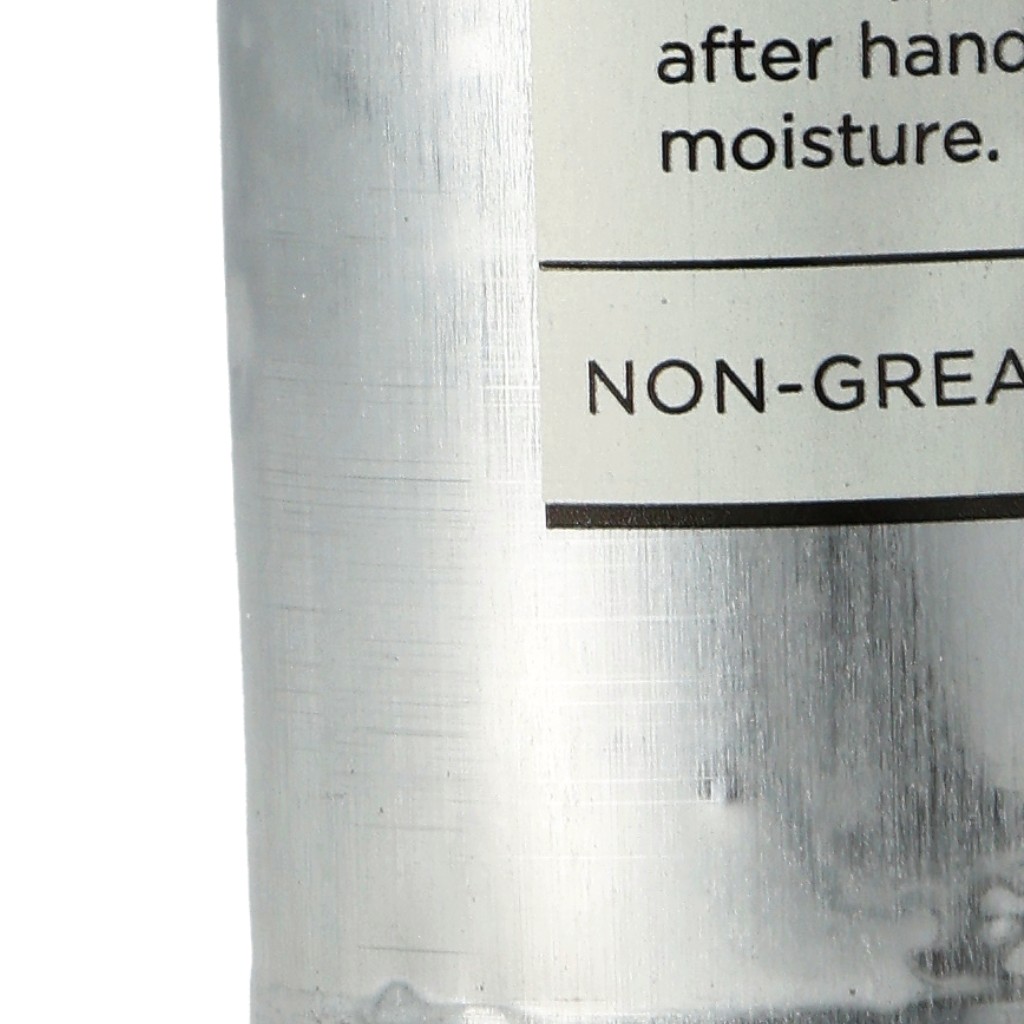 after hand
moisture.
NON-GREA